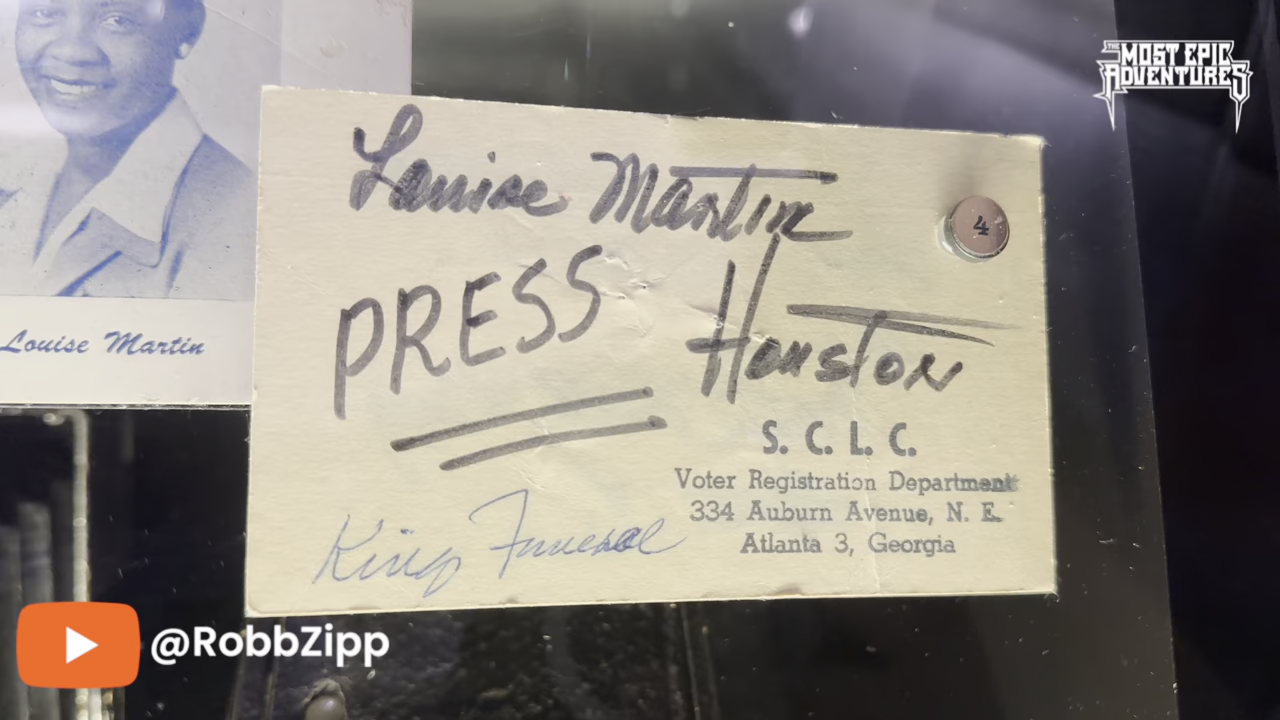 THE
MOST EPIC
ADVENTURES
Louise Martin
PRESS
Houston
4
S. C. L. C.
Voter Registration Department
334 Auburn Avenue, N. E.
Atlanta 3, Georgia
King Funeral
Louise Martin
@RobbZipp